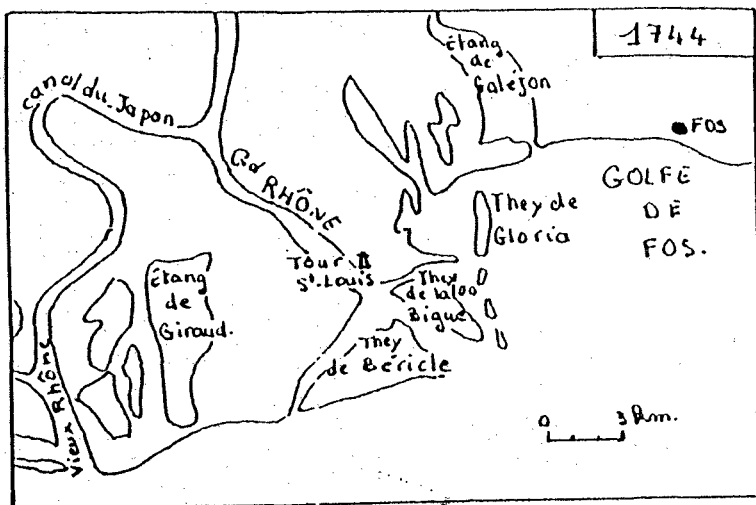 1744
Étang
de
Galéjon
Canal du Japon
FOS
Gd RHÔNE
GOLFE
DE
FOS.
They de
Gloria
Tour
St. Louis
Étang
de
Giraud.
They
de la
Bigue
They
de Béricle
Vieux Rhône
0 3 Km.